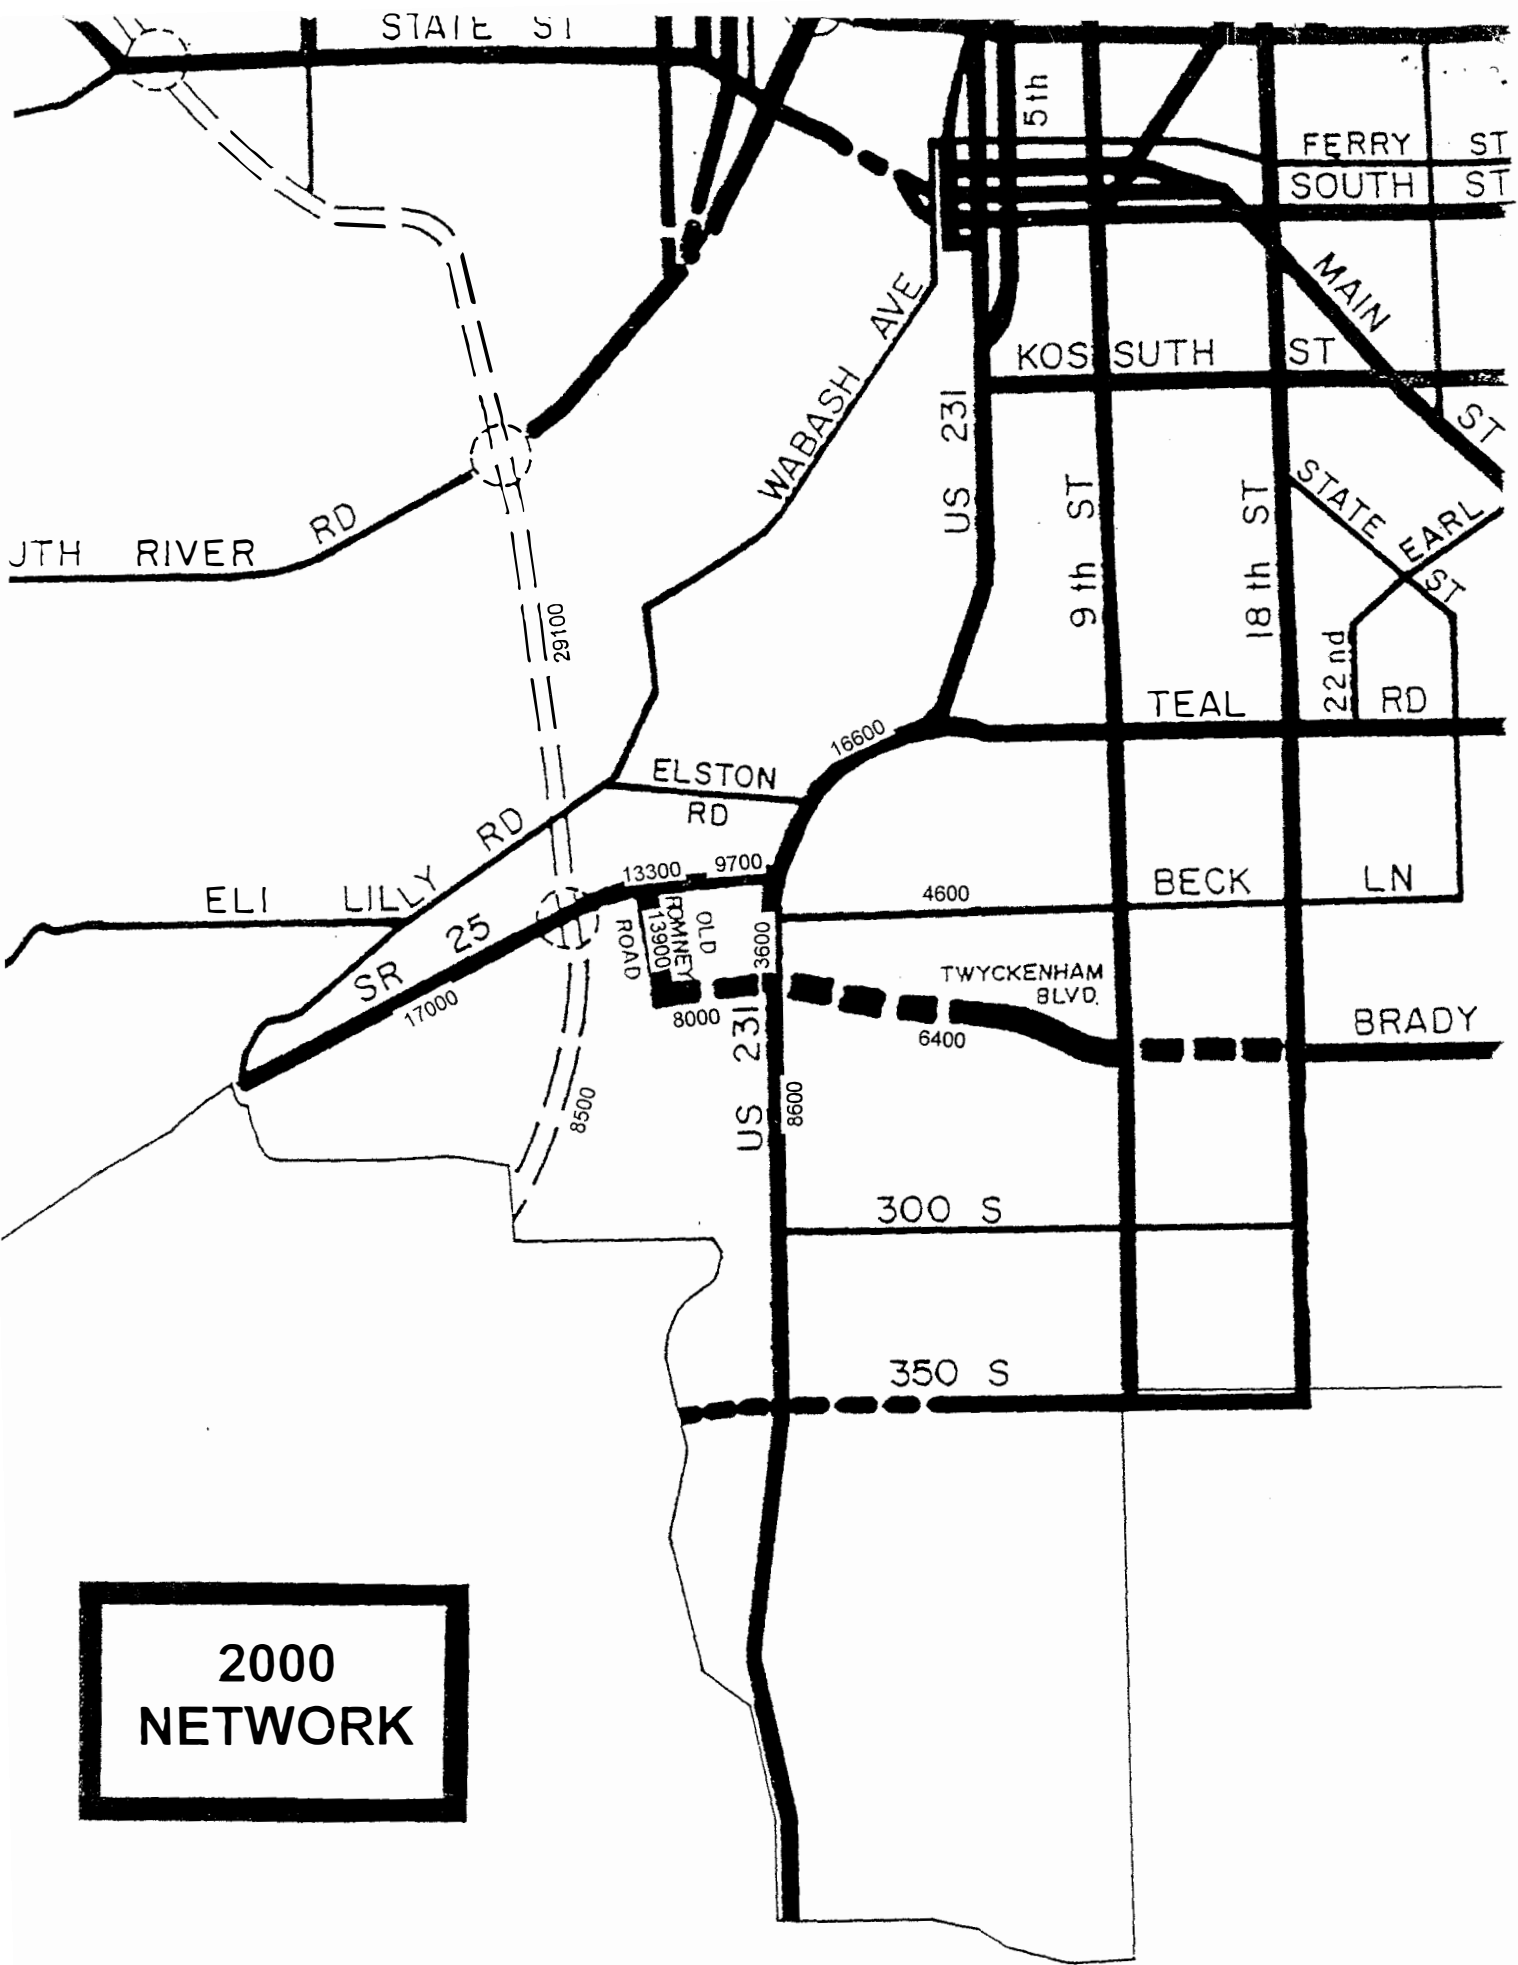 STATE ST
5th
FERRY ST
SOUTH ST
MAIN ST
WABASH AVE
KOSSUTH ST
US 231
9th ST
18th ST
STATE ST
EARL
JTH RIVER RD
29100
22nd
TEAL RD
16600
ELSTON
RD
ELI LILLY RD
13300
9700
4600
BECK LN
SR 25
17000
OLD
ROMNEY
ROAD
13900
3600
TWYCKENHAM
BLVD.
8000
6400
BRADY
US 231
8500
8600
300 S
350 S
2000
NETWORK